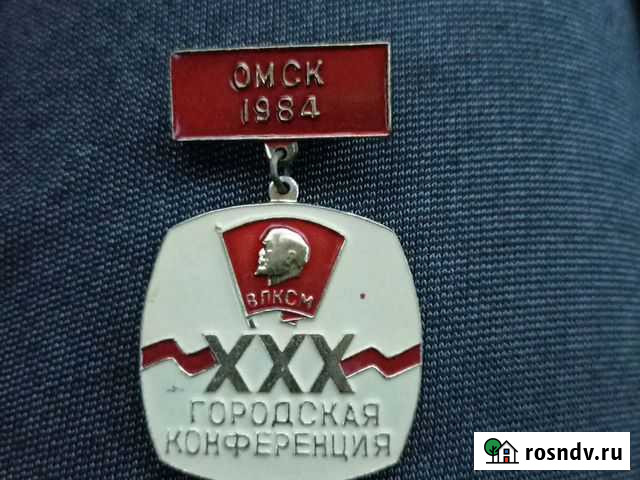 ОМСК
1984
ВЛКСМ
XXX
ГОРОДСКАЯ
КОНФЕРЕНЦИЯ
rosndv.ru